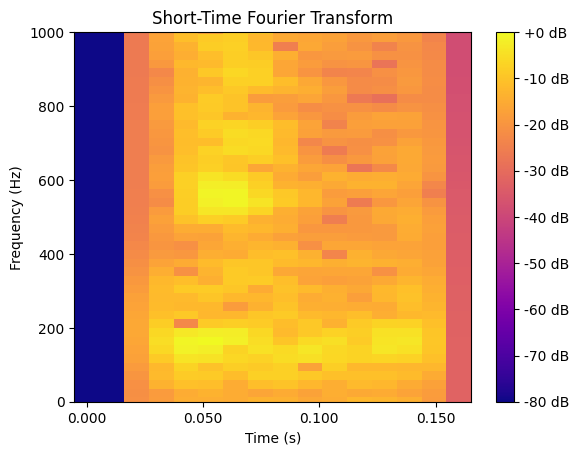 Short-Time Fourier Transform
1000
800
600
400
200
0
Frequency (Hz)
0.000
0.050
0.100
0.150
Time (s)
+0 dB
-10 dB
-20 dB
-30 dB
-40 dB
-50 dB
-60 dB
-70 dB
-80 dB